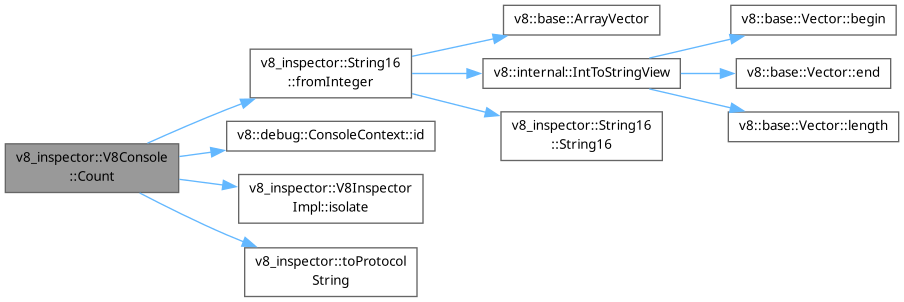 v8_inspector::V8Console
::Count
v8_inspector::String16
::fromInteger
v8::debug::ConsoleContext::id
v8_inspector::V8Inspector
Impl::isolate
v8_inspector::toProtocol
String
v8::base::ArrayVector
v8::internal::IntToStringView
v8_inspector::String16
::String16
v8::base::Vector::begin
v8::base::Vector::end
v8::base::Vector::length